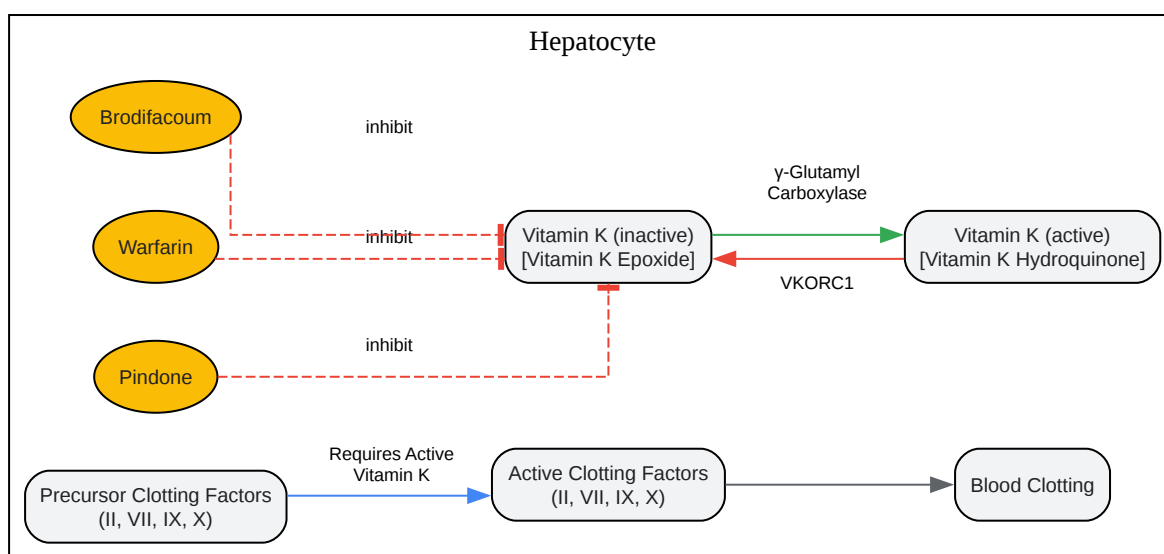 Hepatocyte
Brodifacoum
inhibit
γ-Glutamyl
Carboxylase
Warfarin
inhibit
Vitamin K (inactive)
[Vitamin K Epoxide]
Vitamin K (active)
[Vitamin K Hydroquinone]
VKORC1
inhibit
Pindone
Requires Active
Vitamin K
Precursor Clotting Factors
(II, VII, IX, X)
Active Clotting Factors
(II, VII, IX, X)
Blood Clotting